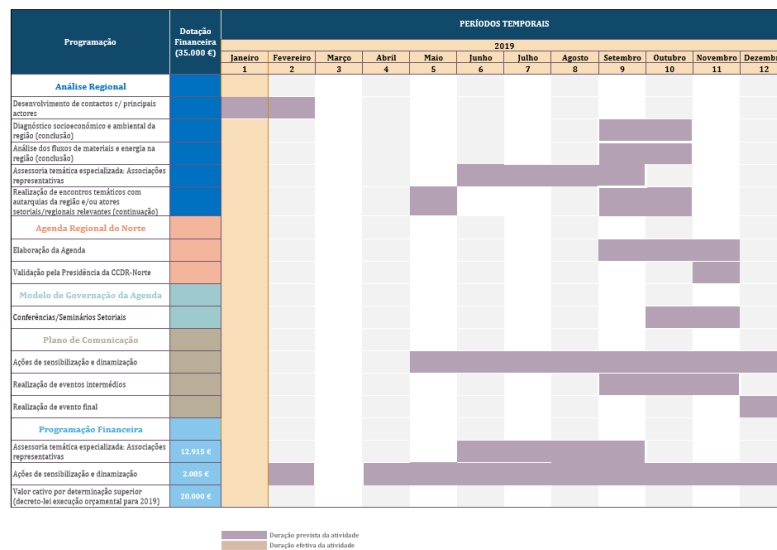 Programação
Dotação
Financeira
(35.000 €)
PERÍODOS TEMPORAIS
2019
Janeiro Fevereiro Março Abril Maio Junho Julho Agosto Setembro Outubro Novembro Dezemb
1 2 3 4 5 6 7 8 9 10 11 12
Análise Regional
Desenvolvimento de contactos c/ principais
actores
Diagnóstico socioeconómico e ambiental da
região (conclusão)
Análise dos fluxos de materiais e energia na
região (conclusão)
Assessoria temática especializada: Associações
representativas
Realização de encontros temáticos com
autarquias da região e/ou atores
setoriais/regionais relevantes (continuação)
Agenda Regional do Norte
Elaboração da Agenda
Validação pela Presidência da CCDR-Norte
Modelo de Governação da Agenda
Conferências/Seminários Setoriais
Plano de Comunicação
Ações de sensibilização e dinamização
Realização de eventos intermédios
Realização de evento final
Programação Financeira
Assessoria temática especializada: Associações
representativas
12.915 €
Ações de sensibilização e dinamização 2.085 €
Valor cativo por determinação superior
(decreto-lei execução orçamental para 2019)
20.000 €
Duração prevista da atividade
Duração efetiva da atividade